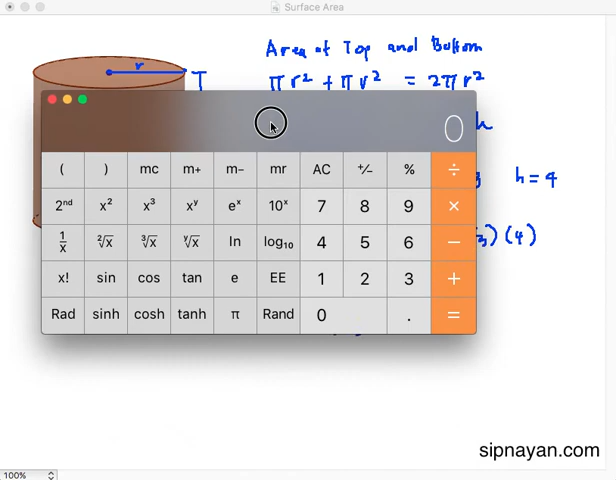 Surface Area
Area of Top and Bottom
r
πr² + πr² = 2πr²
h
0
( ) mc m+ m- mr AC +/- % ÷
h = 4
2nd x² x³ xʸ eˣ 10ˣ 7 8 9 ×
1/x ²√x ³√x ʸ√x ln log₁₀ 4 5 6 −
3) (4)
x! sin cos tan e EE 1 2 3 +
Rad sinh cosh tanh π Rand 0 . =
sipnayan.com
100%